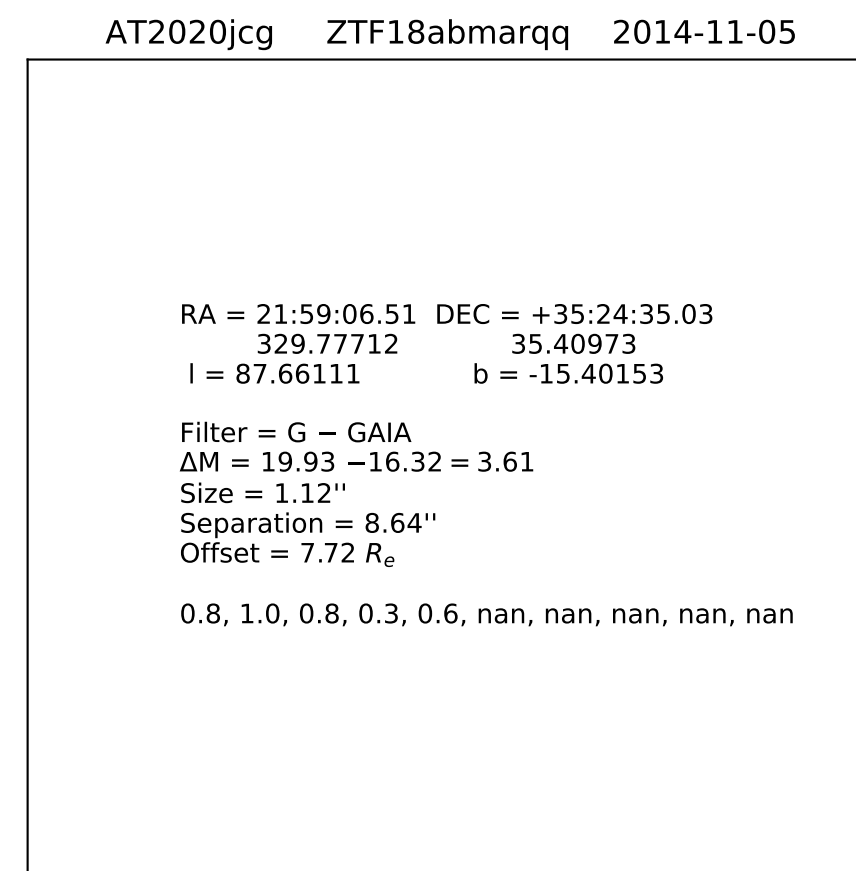 AT2020jcg ZTF18abmarqq 2014-11-05
RA = 21:59:06.51 DEC = +35:24:35.03
329.77712 35.40973
l = 87.66111 b = -15.40153
Filter = G − GAIA
ΔM = 19.93 −16.32 = 3.61
Size = 1.12''
Separation = 8.64''
Offset = 7.72 Rₑ
0.8, 1.0, 0.8, 0.3, 0.6, nan, nan, nan, nan, nan